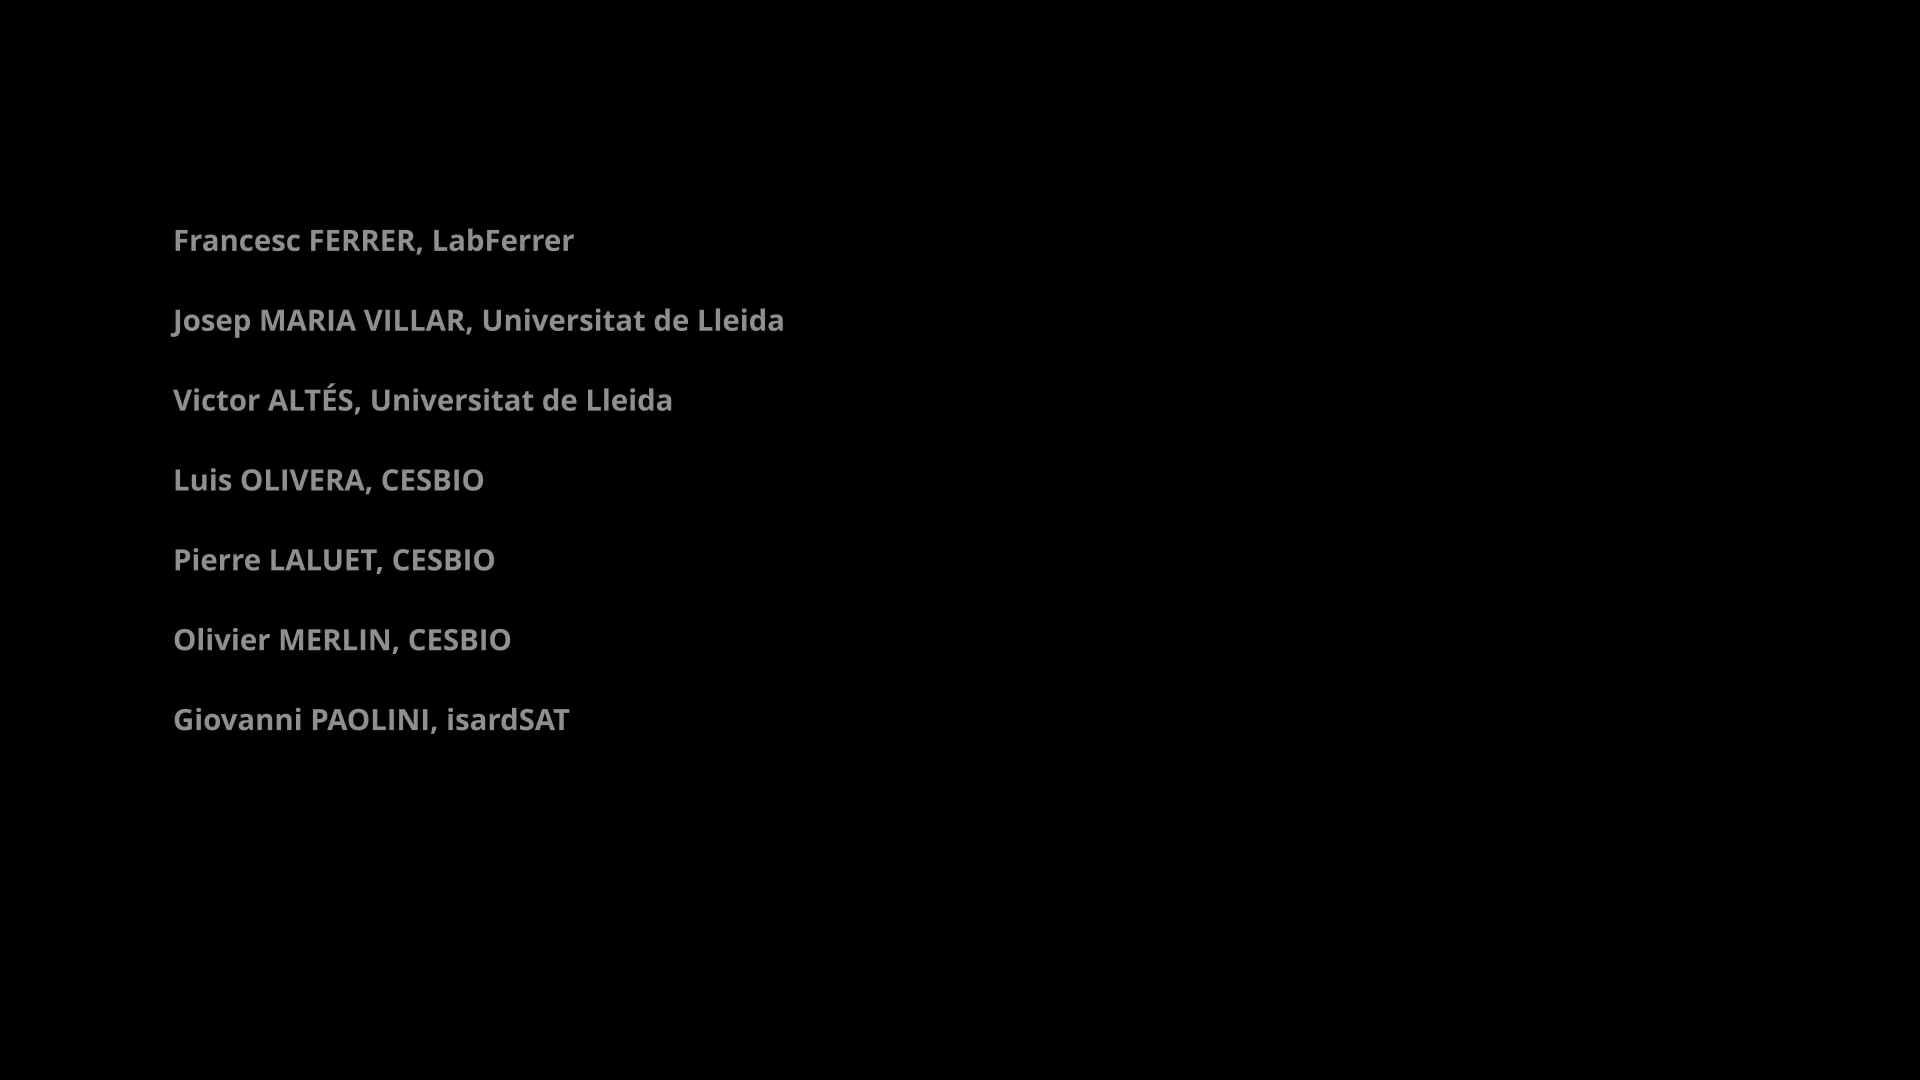 Francesc FERRER, LabFerrer
Josep MARIA VILLAR, Universitat de Lleida
Victor ALTÉS, Universitat de Lleida
Luis OLIVERA, CESBIO
Pierre LALUET, CESBIO
Olivier MERLIN, CESBIO
Giovanni PAOLINI, isardSAT